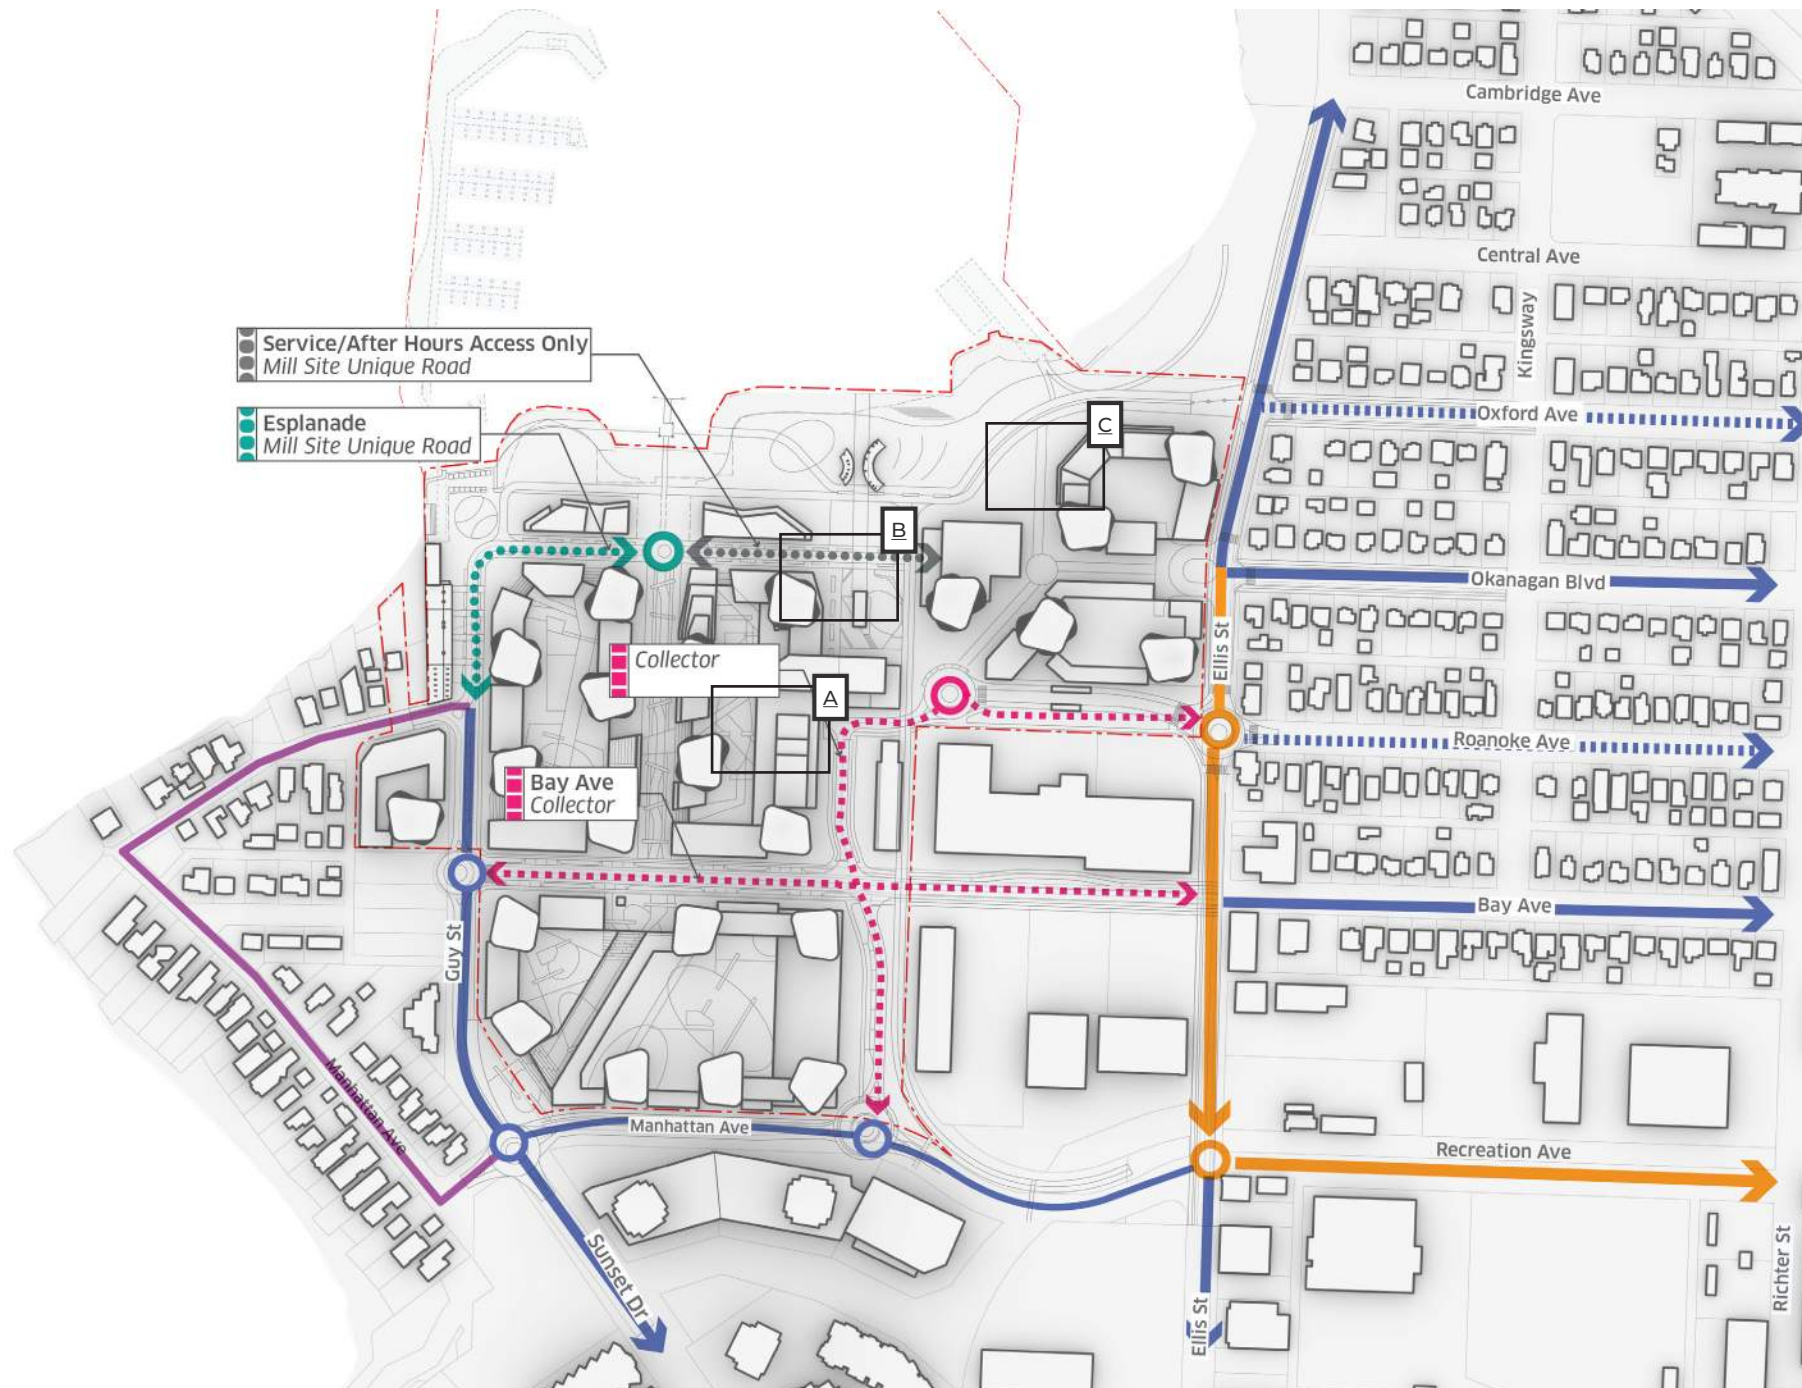 Cambridge Ave
Central Ave
Kingsway
Service/After Hours Access Only
Mill Site Unique Road
Esplanade
Mill Site Unique Road
C
Oxford Ave
B
Okanagan Blvd
Ellis St
Collector
A
Roanoke Ave
Bay Ave
Collector
Bay Ave
Guy St
Manhattan Ave
Manhattan Ave
Recreation Ave
Sunset Dr
Ellis St
Richter St